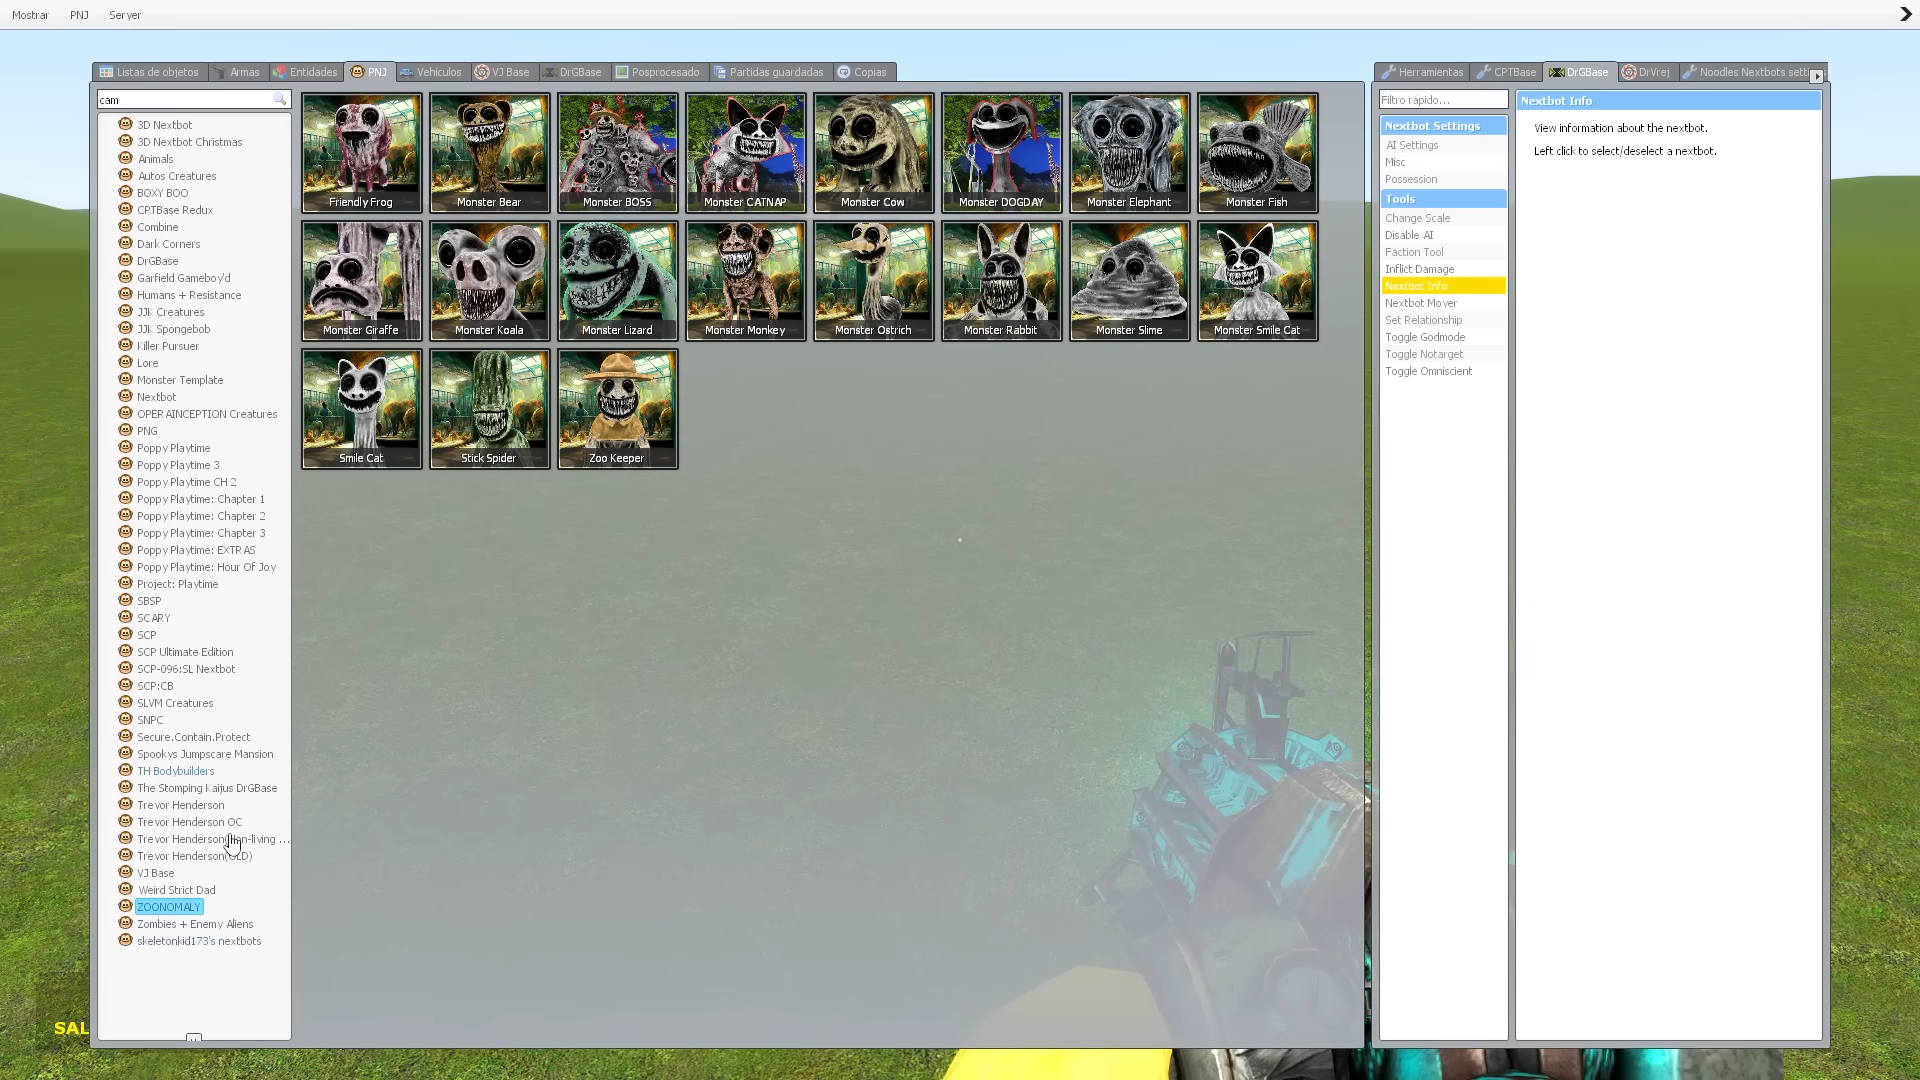 Mostrar PNJ Server
Listas de objetos Armas Entidades PNJ Vehículos VJ Base DrGBase Posprocesado Partidas guardadas Copias
Herramientas CPTBase DrGBase DrVrej Noodles Nextbots
cam
3D Nextbot
3D Nextbot Christmas
Animals
Autos Creatures
BOXY BOO
CPTBase Redux
Combine
Dark Corners
DrGBase
Garfield Gameboy'd
Humans + Resistance
JJK Creatures
JJK Spongebob
Killer Pursuer
Lore
Monster Template
Nextbot
OPERAINCEPTION Creatures
PNG
Poppy Playtime
Poppy Playtime 3
Poppy Playtime CH 2
Poppy Playtime: Chapter 1
Poppy Playtime: Chapter 2
Poppy Playtime: Chapter 3
Poppy Playtime: EXTRAS
Poppy Playtime: Hour Of Joy
Project: Playtime
SBSP
SCARY
SCP
SCP Ultimate Edition
SCP-096:SL Nextbot
SCP:CB
SLVM Creatures
SNPC
Secure.Contain.Protect
Spookys Jumpscare Mansion
TH Bodybuilders
The Stomping Kaijus DrGBase
Trevor Henderson
Trevor Henderson OC
Trevor Henderson
Trevor Henderson
VJ Base
Weird Strict Dad
ZOONOMALY
Zombies + Enemy Aliens
skeletonkid173's nextbots
SAL
Friendly Frog Monster Bear Monster BOSS Monster CATNAP Monster Cow Monster DOGDAY Monster Elephant Monster Fish
Monster Giraffe Monster Koala Monster Lizard Monster Monkey Monster Ostrich Monster Rabbit Monster Slime Monster Smile Cat
Smile Cat Stick Spider Zoo Keeper
Filtro rápido...
Nextbot Settings
AI Settings
Misc
Possession
Tools
Change Scale
Disable AI
Faction Tool
Inflict Damage
Nextbot Info
Nextbot Mover
Set Relationship
Toggle Godmode
Toggle Notarget
Toggle Omniscient
Nextbot Info
View information about the nextbot.
Left click to select/deselect a nextbot.